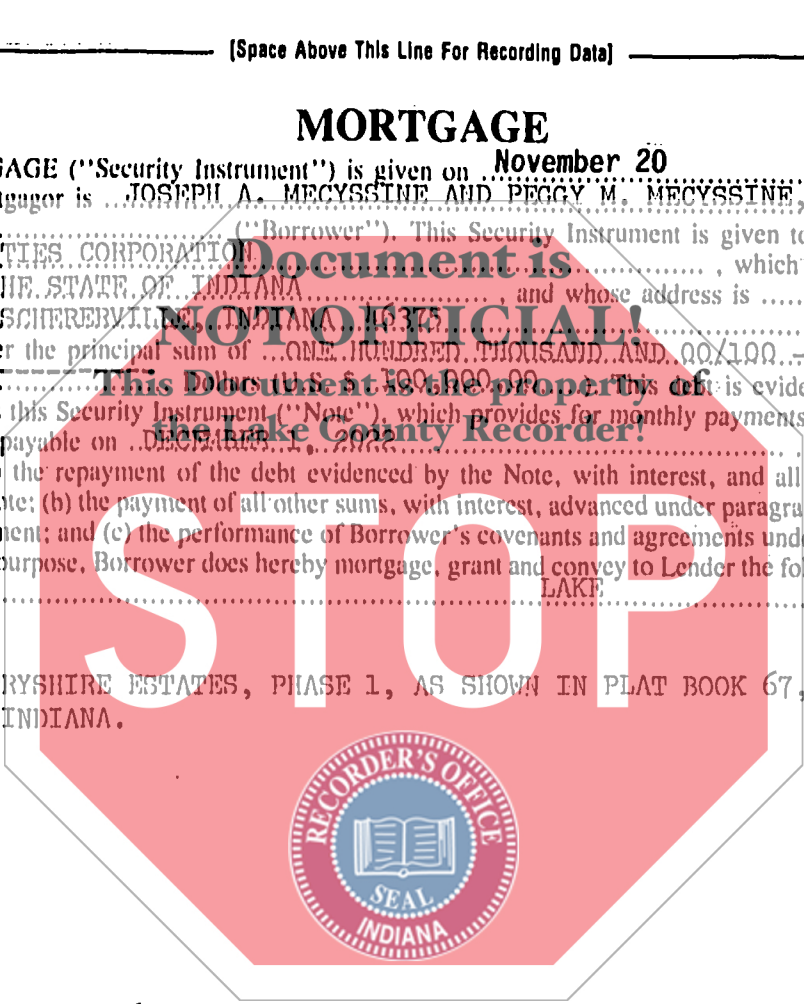 [Space Above This Line For Recording Data]
MORTGAGE
GAGE ("Security Instrument") is given on November 20
tgagor is JOSEPH A. MECYSSINE AND PEGGY M. MECYSSINE,
("Borrower"). This Security Instrument is given to
TIES CORPORATION , which
HE STATE OF INDIANA and whose address is
SCHERERVILLE, INDIANA 46375
r the principal sum of ONE HUNDRED THOUSAND AND 00/100
Dollars (U.S. $ 100,000.00 ). This debt is evide
this Security Instrument ("Note"), which provides for monthly payments
payable on DECEMBER 1, 2022
the repayment of the debt evidenced by the Note, with interest, and all
te; (b) the payment of all other sums, with interest, advanced under paragra
ent; and (c) the performance of Borrower's covenants and agreements unde
purpose, Borrower does hereby mortgage, grant and convey to Lender the fol
LAKE
RYSHIRE ESTATES, PHASE 1, AS SHOWN IN PLAT BOOK 67,
INDIANA.
Document is
NOT OFFICIAL!
This Document is the property of
the Lake County Recorder!
STOP
RECORDER'S OFFICE
SEAL
INDIANA